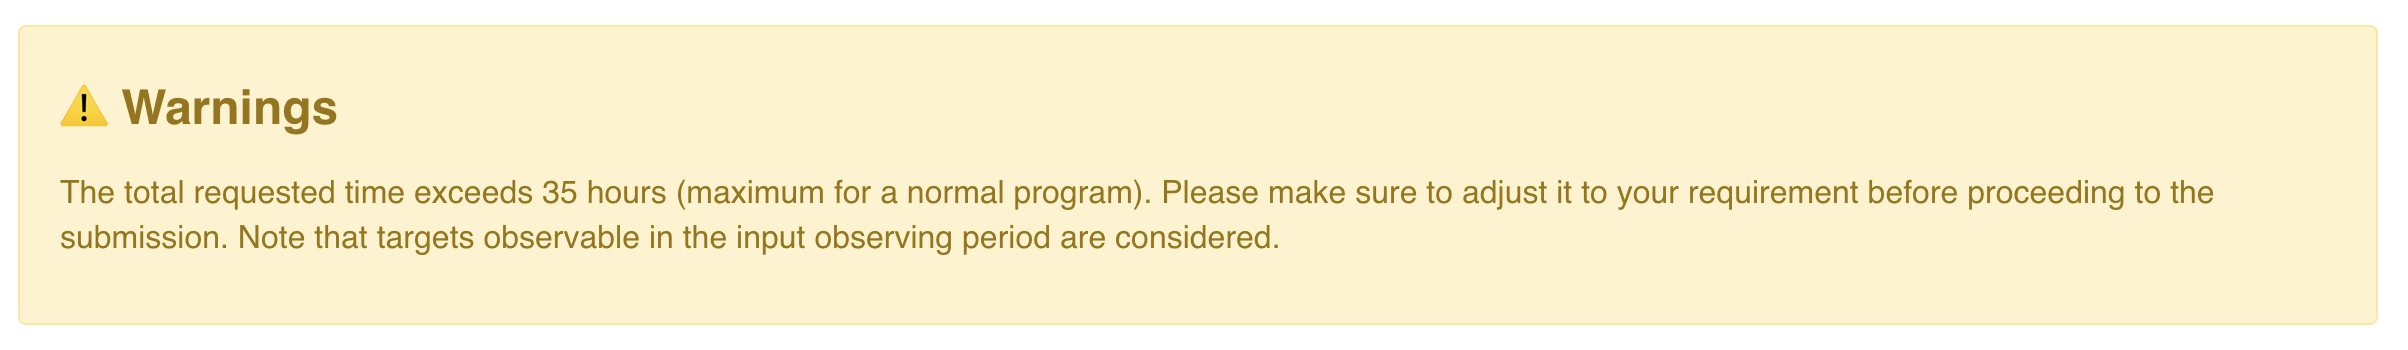 ⚠️ Warnings
The total requested time exceeds 35 hours (maximum for a normal program). Please make sure to adjust it to your requirement before proceeding to the
submission. Note that targets observable in the input observing period are considered.